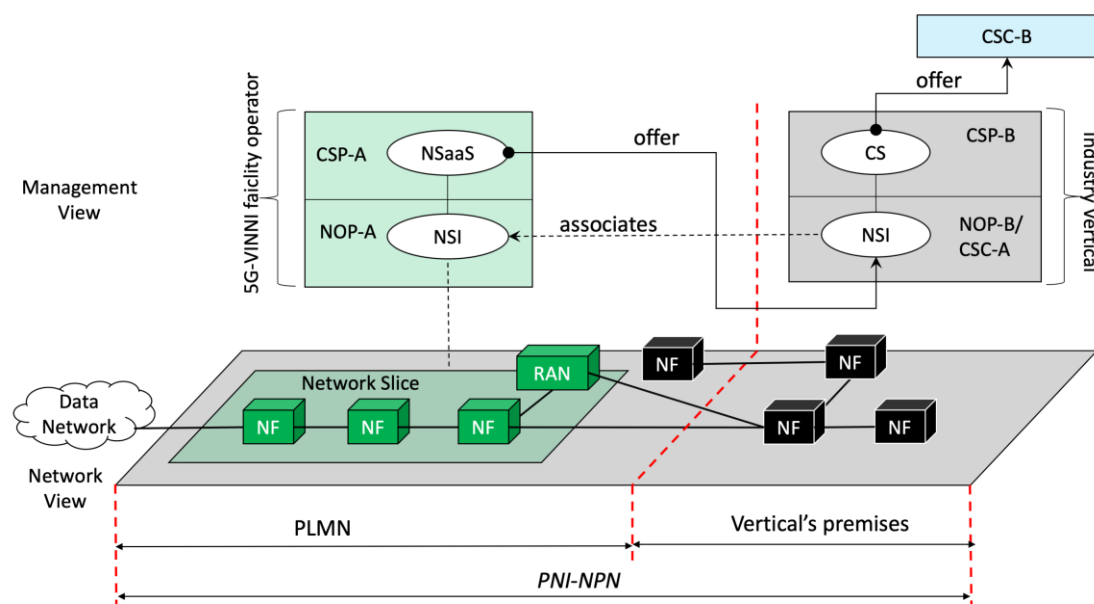 CSC-B
offer
5G-VINNI faiclity operator
CSP-A
NSaaS
offer
CS
CSP-B
Industry Vertical
Management
View
NOP-A
NSI
associates
NSI
NOP-B/
CSC-A
Network Slice
RAN
NF
NF
Data
Network
NF
NF
NF
NF
NF
Network
View
PLMN
Vertical's premises
PNI-NPN